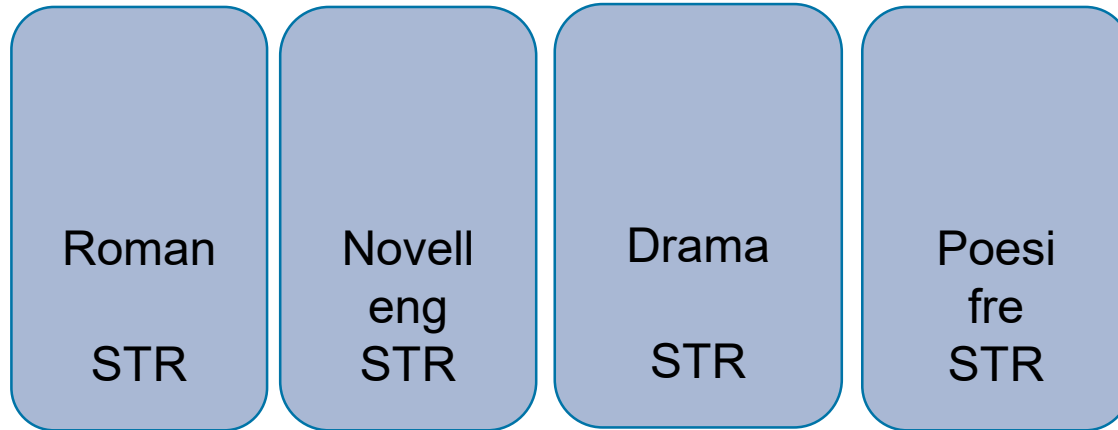 Roman
STR
Novell
eng
STR
Drama
STR
Poesi
fre
STR